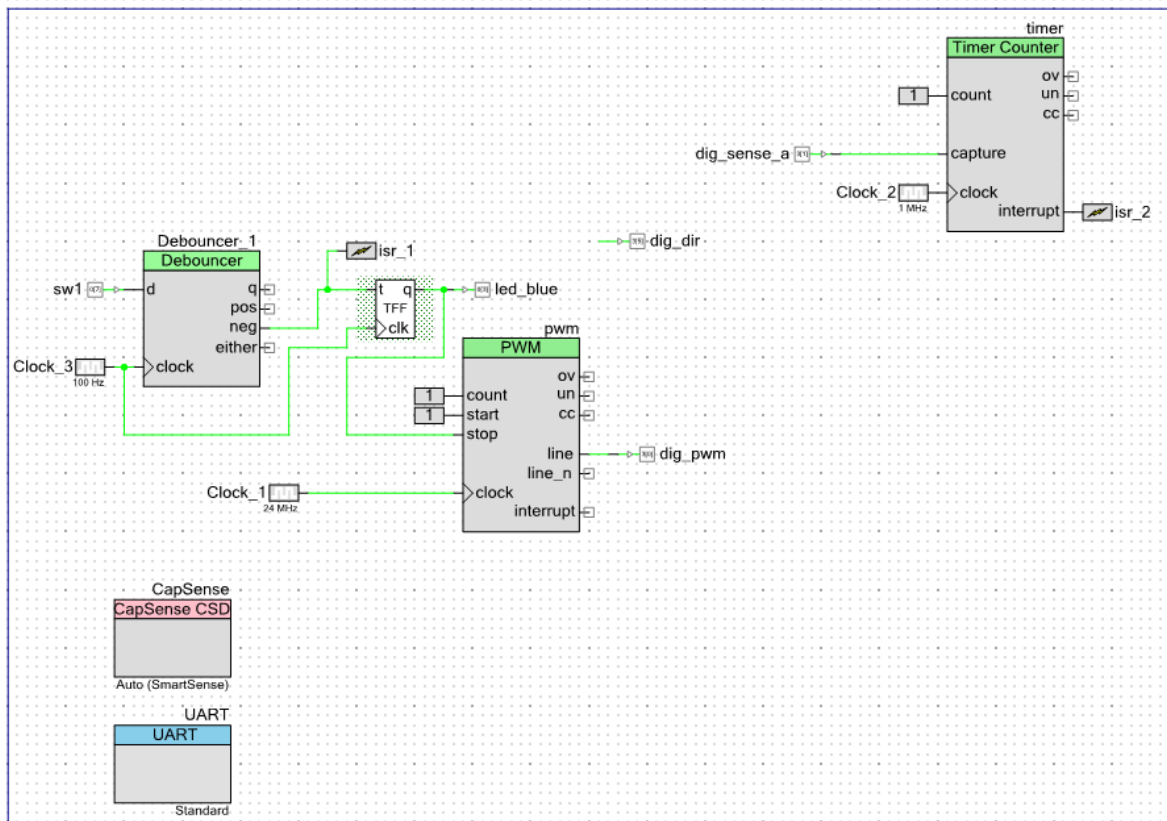 timer
Timer Counter
ov
1 count un
cc
dig_sense_a capture
Clock_2 clock
1 MHz
interrupt isr_2
dig_dir
Debouncer_1
Debouncer
isr_1
sw1 d q
pos
neg
either
Clock_3 clock
100 Hz
t q
TFF
clk
led_blue
pwm
PWM
ov
1 count un
1 start cc
stop
line dig_pwm
line_n
Clock_1 clock
24 MHz
interrupt
CapSense
CapSense CSD
Auto (SmartSense)
UART
UART
Standard